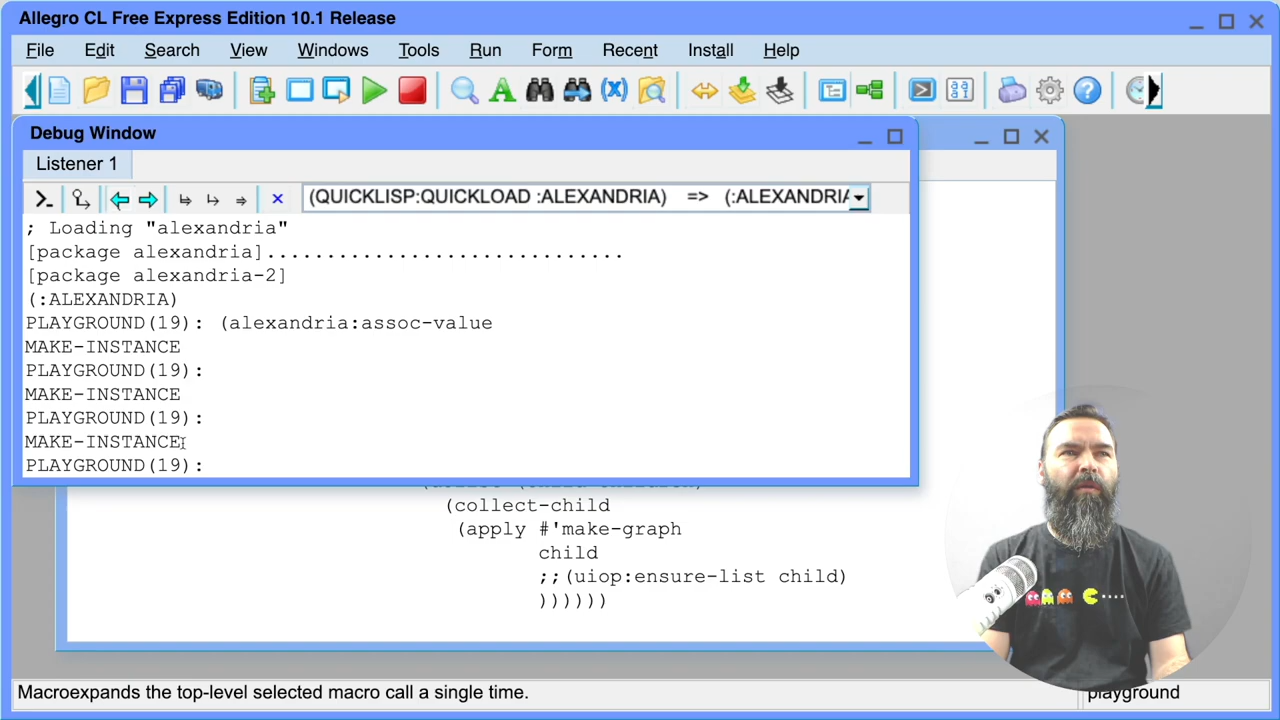 Allegro CL Free Express Edition 10.1 Release
File Edit Search View Windows Tools Run Form Recent Install Help
Debug Window
Listener 1
(QUICKLISP:QUICKLOAD :ALEXANDRIA) => (:ALEXANDRIA
; Loading "alexandria"
[package alexandria]..............................
[package alexandria-2]
(:ALEXANDRIA)
PLAYGROUND(19): (alexandria:assoc-value
MAKE-INSTANCE
PLAYGROUND(19):
MAKE-INSTANCE
PLAYGROUND(19):
MAKE-INSTANCE
PLAYGROUND(19):
(collect-child
(apply #'make-graph
child
;;(uiop:ensure-list child)
))))))
Macroexpands the top-level selected macro call a single time.
playground